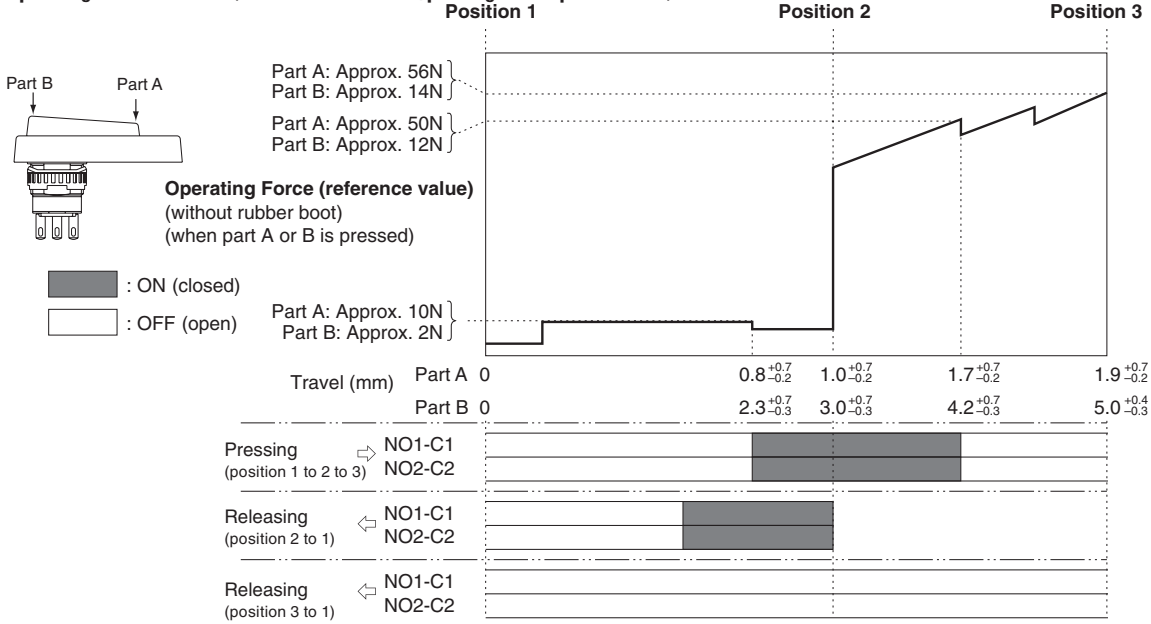 Position 1 Position 2 Position 3
Part B Part A
Part A: Approx. 56N
Part B: Approx. 14N
Part A: Approx. 50N
Part B: Approx. 12N
Operating Force (reference value)
(without rubber boot)
(when part A or B is pressed)
: ON (closed)
: OFF (open)
Part A: Approx. 10N
Part B: Approx. 2N
Travel (mm) Part A 0 0.8+0.7−0.2 1.0+0.7−0.2 1.7+0.7−0.2 1.9+0.7−0.2
Part B 0 2.3+0.7−0.3 3.0+0.7−0.3 4.2+0.7−0.3 5.0+0.4−0.3
Pressing ⇨ NO1-C1
(position 1 to 2 to 3) NO2-C2
Releasing ⇦ NO1-C1
(position 2 to 1) NO2-C2
Releasing ⇦ NO1-C1
(position 3 to 1) NO2-C2